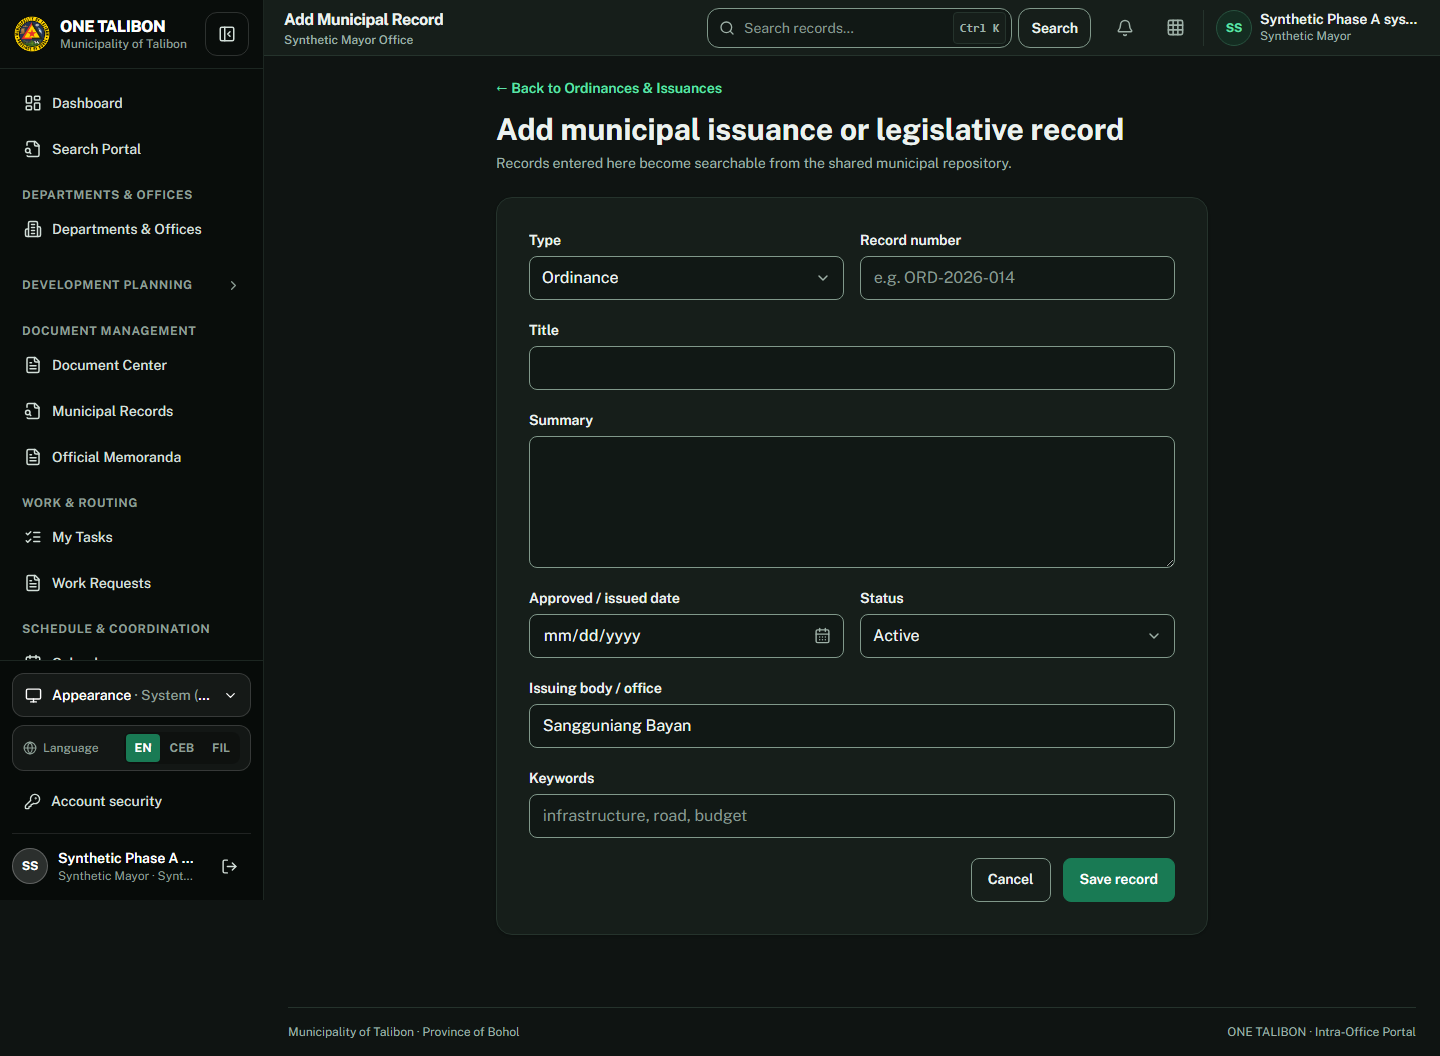 ONE TALIBON
Municipality of Talibon
Add Municipal Record
Synthetic Mayor Office
Search records...
Ctrl K
Search
SS
Synthetic Phase A sys...
Synthetic Mayor
Dashboard
Search Portal
DEPARTMENTS & OFFICES
Departments & Offices
DEVELOPMENT PLANNING
DOCUMENT MANAGEMENT
Document Center
Municipal Records
Official Memoranda
WORK & ROUTING
My Tasks
Work Requests
SCHEDULE & COORDINATION
Appearance · System (...
Language
EN
CEB
FIL
Account security
SS
Synthetic Phase A ...
Synthetic Mayor · Synt...
← Back to Ordinances & Issuances
Add municipal issuance or legislative record
Records entered here become searchable from the shared municipal repository.
Type
Record number
Ordinance
e.g. ORD-2026-014
Title
Summary
Approved / issued date
Status
mm/dd/yyyy
Active
Issuing body / office
Sangguniang Bayan
Keywords
infrastructure, road, budget
Cancel
Save record
Municipality of Talibon · Province of Bohol
ONE TALIBON · Intra-Office Portal